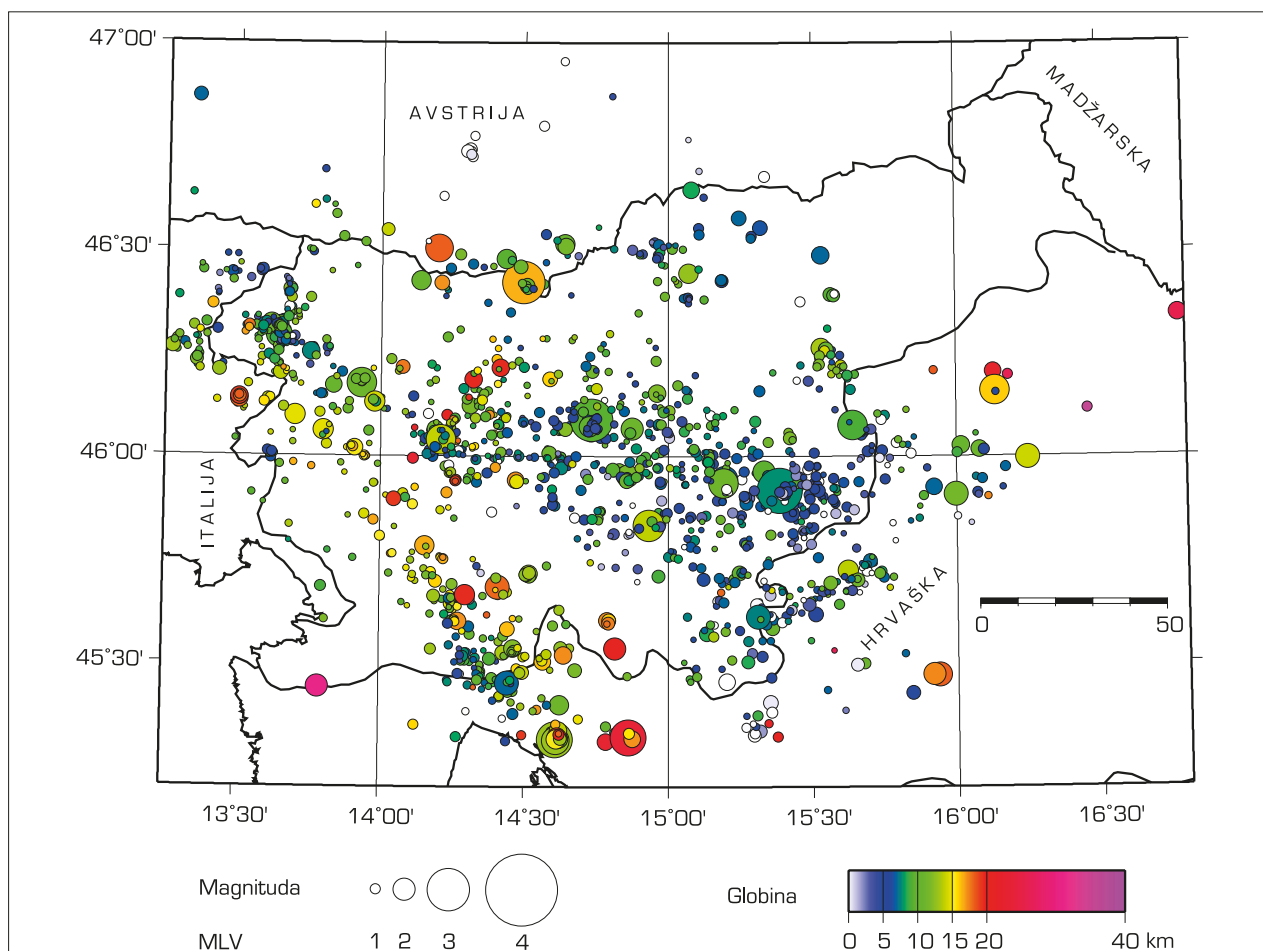 47°00'
AVSTRIJA
MADŽARSKA
46°30'
46°00'
ITALIJA
HRVAŠKA
0 50
45°30'
13°30' 14°00' 14°30' 15°00' 15°30' 16°00' 16°30'
Magnituda
MLV 1 2 3 4
Globina
0 5 10 15 20 40 km